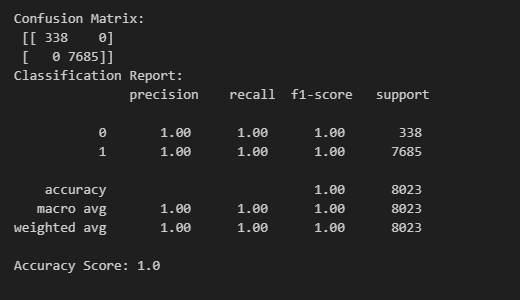 Confusion Matrix:
[[ 338    0]
[   0 7685]]
Classification Report:
precision    recall  f1-score   support
0       1.00      1.00      1.00       338
1       1.00      1.00      1.00      7685
accuracy                           1.00      8023
macro avg       1.00      1.00      1.00      8023
weighted avg       1.00      1.00      1.00      8023
Accuracy Score: 1.0